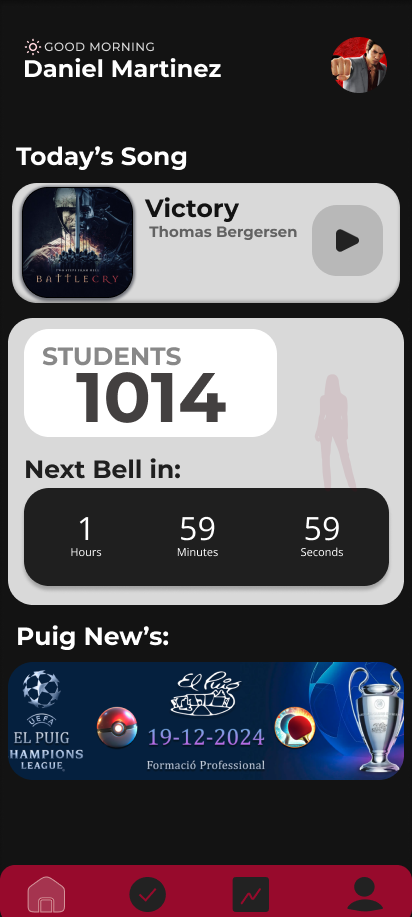 GOOD MORNING
Daniel Martinez
Today’s Song
Victory
Thomas Bergersen
TWO STEPS FROM HELL
BATTLECRY
STUDENTS
1014
Next Bell in:
1 59 59
Hours Minutes Seconds
Puig New’s:
UEFA
EL PUIG
CHAMPIONS
LEAGUE
El Puig
19-12-2024
Formació Professional